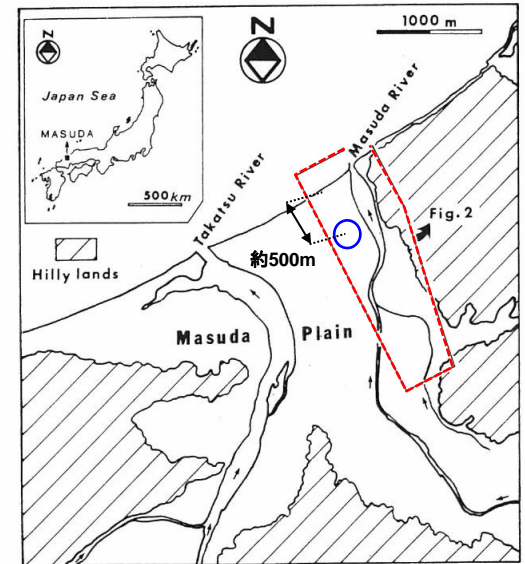 N
Japan Sea
MASUDA
500km
N
1000 m
Masuda River
Takatsu River
Fig. 2
約500m
Hilly lands
Masuda Plain